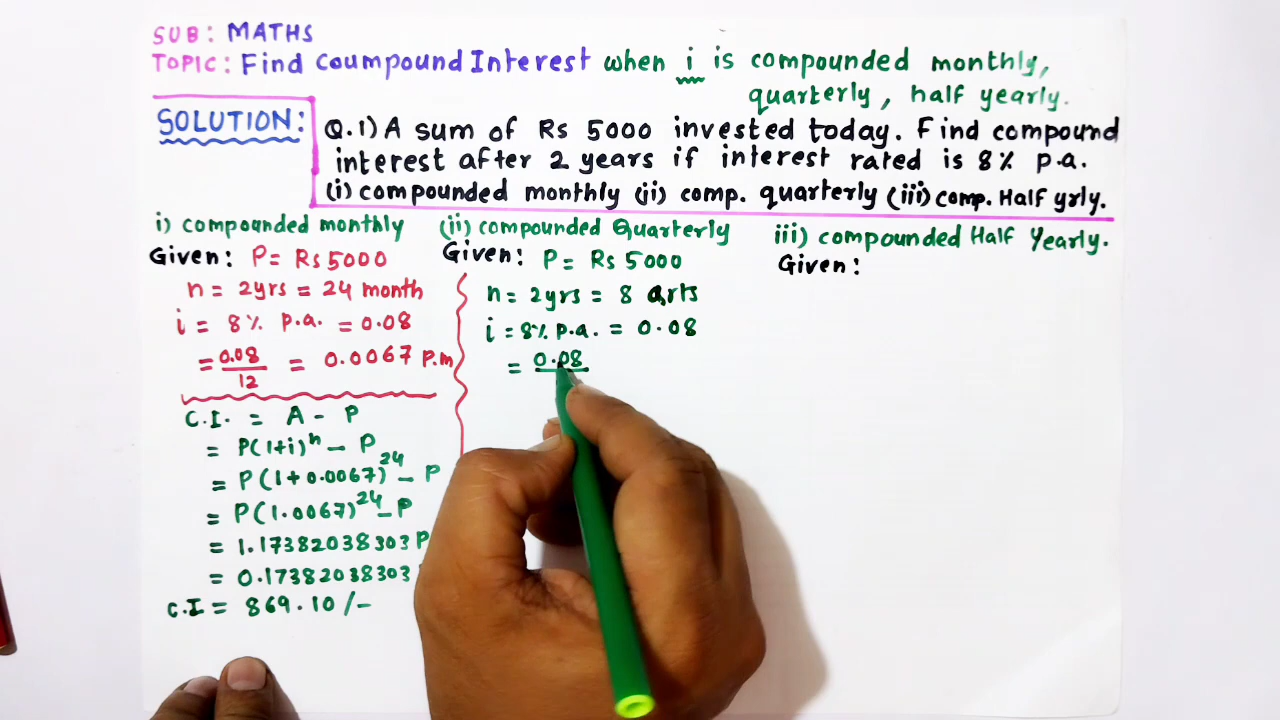 SUB: MATHS
TOPIC: Find Coumpound Interest when i is compounded monthly,
quarterly, half yearly.
SOLUTION:
Q.1) A sum of Rs 5000 invested today. Find compound
interest after 2 years if interest rated is 8% p.a.
(i) compounded monthly (ii) comp. quarterly (iii) comp. Half yrly.
i) compounded monthly
Given: P= Rs 5000
n = 2yrs = 24 month
i = 8% p.a. = 0.08
= 0.08/12 = 0.0067 p.m
C.I. = A - P
= P(1+i)^n - P
= P(1+0.0067)^24 - P
= P(1.0067)^24 - P
= 1.17382038303 P
= 0.17382038303
C.I = 869.10/-
(ii) compounded Quarterly
Given: P= Rs 5000
n= 2yrs = 8 Qrts
i = 8% p.a. = 0.08
= 0.08
iii) compounded Half Yearly.
Given: